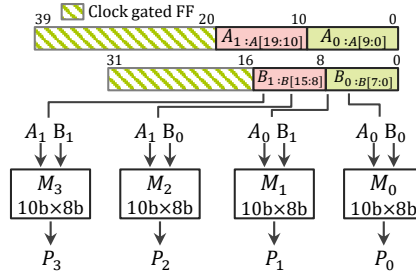 Clock gated FF
39 20 10 0
A₁ :A[19:10] A₀ :A[9:0]
31 16 8 0
B₁ :B[15:8] B₀ :B[7:0]
A₁ B₁ A₁ B₀ A₀ B₁ A₀ B₀
M₃ M₂ M₁ M₀
10b×8b 10b×8b 10b×8b 10b×8b
P₃ P₂ P₁ P₀